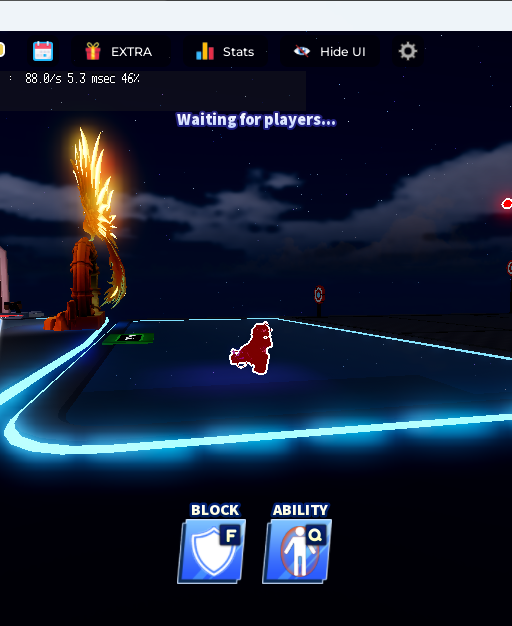 EXTRA
Stats
Hide UI
: 88.0/s 5.3 msec 46%
Waiting for players...
BLOCK
ABILITY
F
Q